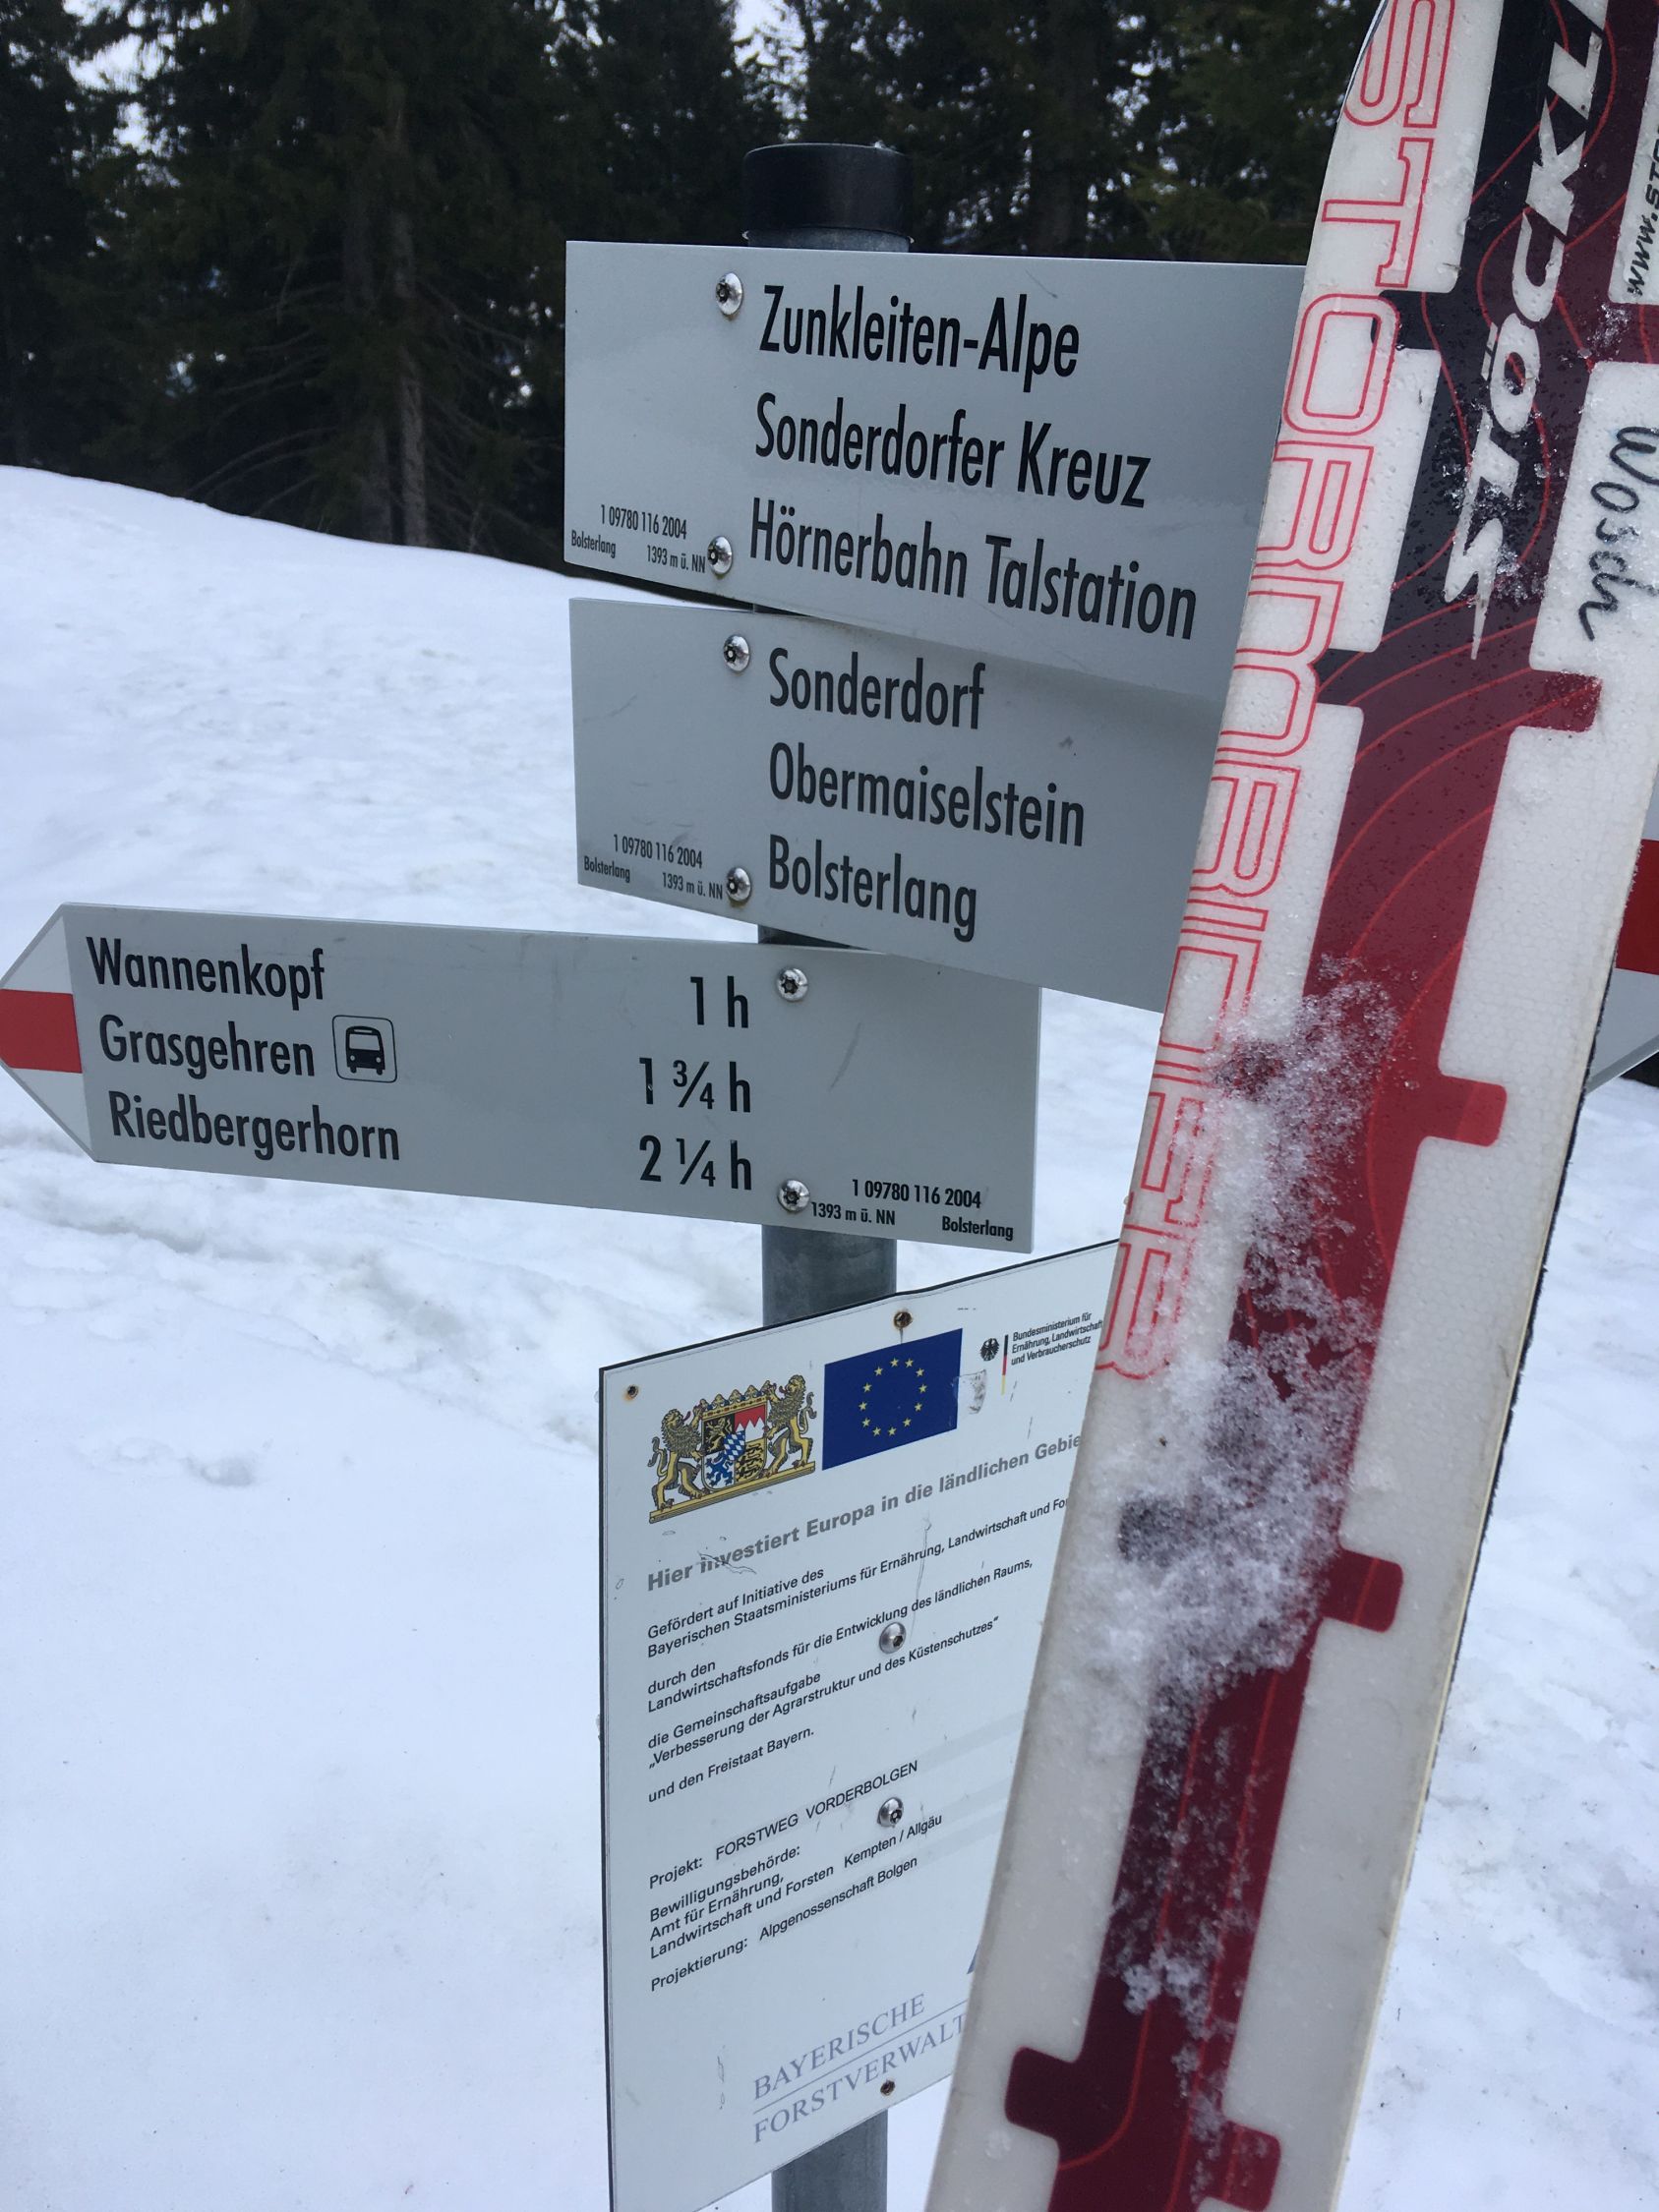 Zunkleiten-Alpe
Sonderdorfer Kreuz
Hörnerbahn Talstation
1 09780 116 2004
Bolsterlang 1393 m ü. NN
Sonderdorf
Obermaiselstein
Bolsterlang
1 09780 116 2004
Bolsterlang 1393 m ü. NN
Wannenkopf 1 h
Grasgehren 1 ¾ h
Riedbergerhorn 2 ¼ h
1 09780 116 2004
1393 m ü. NN Bolsterlang
Bundesministerium für
Ernährung, Landwirtschaft
und Verbraucherschutz
Hier investiert Europa in die ländlichen Gebie
Gefördert auf Initiative des
Bayerischen Staatsministeriums für Ernährung, Landwirtschaft und Fo
durch den
Landwirtschaftsfonds für die Entwicklung des ländlichen Raums,
die Gemeinschaftsaufgabe
„Verbesserung der Agrarstruktur und des Küstenschutzes"
und den Freistaat Bayern.
Projekt: FORSTWEG VORDERBOLGEN
Bewilligungsbehörde:
Amt für Ernährung,
Landwirtschaft und Forsten Kempten / Allgäu
Projektierung: Alpgenossenschaft Bolgen
BAYERISCHE
FORSTVERWALT
STORMRIDER
STÖCKLI
www.st
Wosch